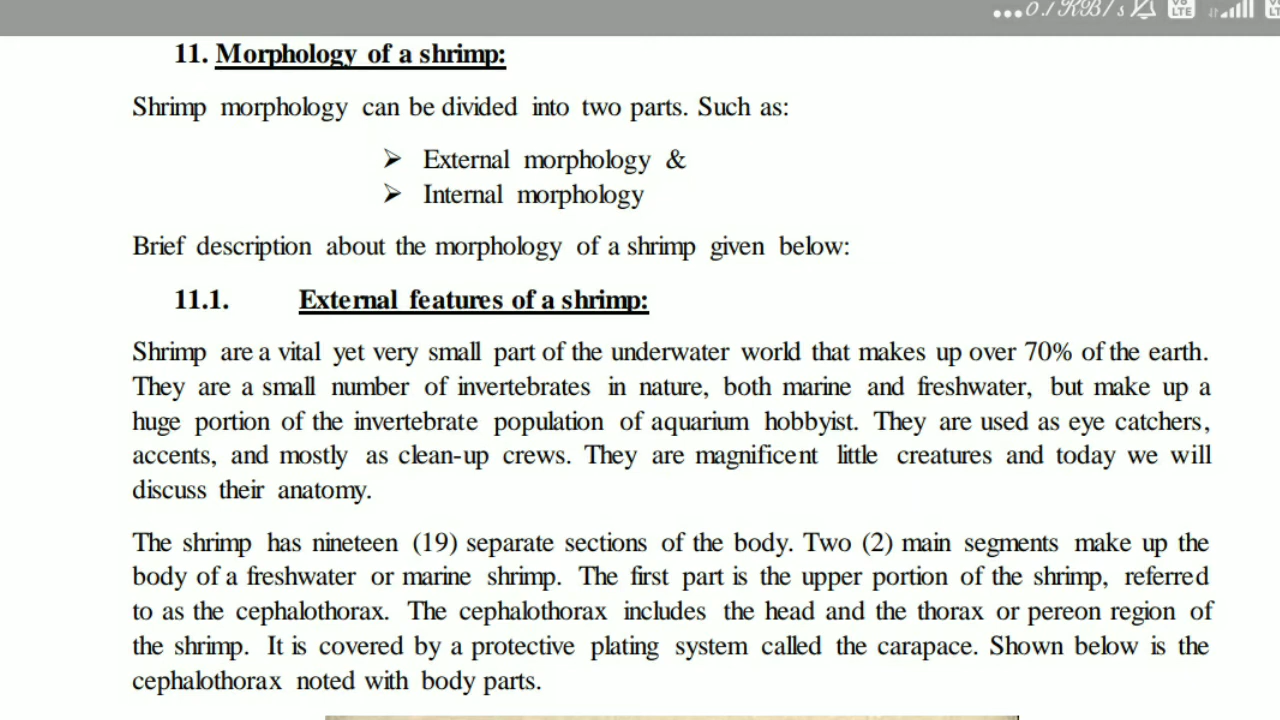 ...0.1KB/s VO LTE
11. Morphology of a shrimp:
Shrimp morphology can be divided into two parts. Such as:
➢ External morphology &
➢ Internal morphology
Brief description about the morphology of a shrimp given below:
11.1. External features of a shrimp:
Shrimp are a vital yet very small part of the underwater world that makes up over 70% of the earth.
They are a small number of invertebrates in nature, both marine and freshwater, but make up a
huge portion of the invertebrate population of aquarium hobbyist. They are used as eye catchers,
accents, and mostly as clean-up crews. They are magnificent little creatures and today we will
discuss their anatomy.
The shrimp has nineteen (19) separate sections of the body. Two (2) main segments make up the
body of a freshwater or marine shrimp. The first part is the upper portion of the shrimp, referred
to as the cephalothorax. The cephalothorax includes the head and the thorax or pereon region of
the shrimp. It is covered by a protective plating system called the carapace. Shown below is the
cephalothorax noted with body parts.